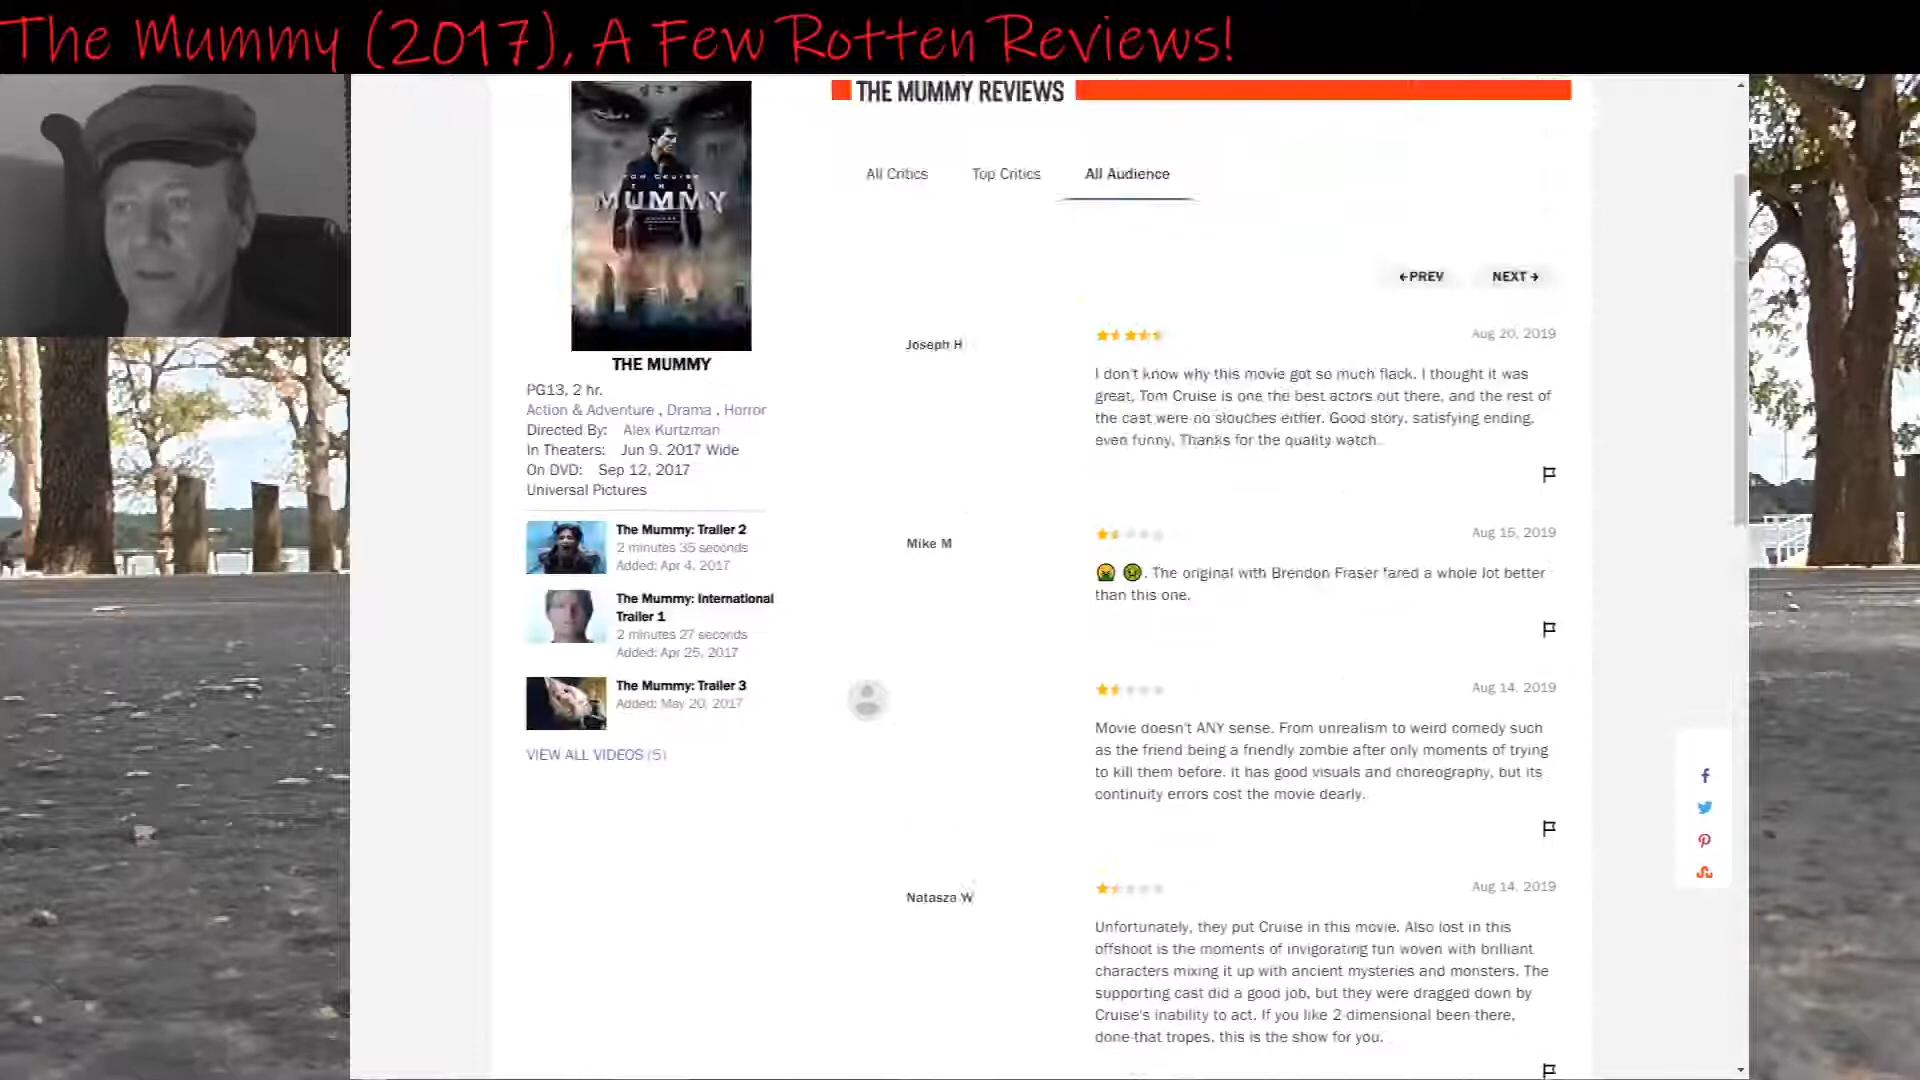 The Mummy (2017), A Few Rotten Reviews!
THE MUMMY REVIEWS
All Critics
Top Critics
All Audience
PREV
NEXT
TOM CRUISE
THE
MUMMY
THE MUMMY
PG13, 2 hr.
Action & Adventure , Drama , Horror
Directed By: Alex Kurtzman
In Theaters: Jun 9, 2017 Wide
On DVD: Sep 12, 2017
Universal Pictures
The Mummy: Trailer 2
2 minutes 35 seconds
Added: Apr 4, 2017
The Mummy: International
Trailer 1
2 minutes 27 seconds
Added: Apr 25, 2017
The Mummy: Trailer 3
Added: May 20, 2017
VIEW ALL VIDEOS (5)
Joseph H
Aug 20, 2019
I don't know why this movie got so much flack. I thought it was
great, Tom Cruise is one the best actors out there, and the rest of
the cast were no slouches either. Good story, satisfying ending,
even funny, Thanks for the quality watch.
Mike M
Aug 15, 2019
🤮 🤢. The original with Brendon Fraser fared a whole lot better
than this one.
Aug 14, 2019
Movie doesn't ANY sense. From unrealism to weird comedy such
as the friend being a friendly zombie after only moments of trying
to kill them before. it has good visuals and choreography, but its
continuity errors cost the movie dearly.
Natasza W
Aug 14, 2019
Unfortunately, they put Cruise in this movie. Also lost in this
offshoot is the moments of invigorating fun woven with brilliant
characters mixing it up with ancient mysteries and monsters. The
supporting cast did a good job, but they were dragged down by
Cruise's inability to act. If you like 2-dimensional been-there,
done-that tropes, this is the show for you.